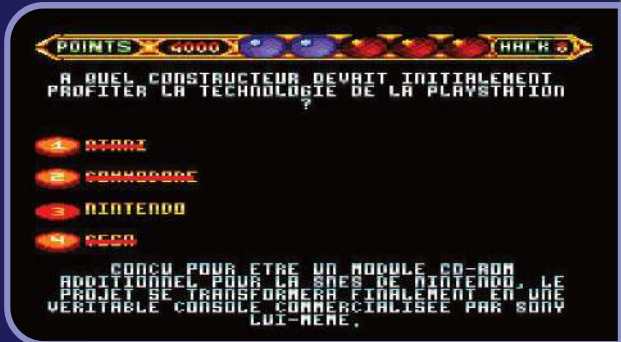 POINTS 4000 HACK 0
A QUEL CONSTRUCTEUR DEVAIT INITIALEMENT
PROFITER LA TECHNOLOGIE DE LA PLAYSTATION
?
1 ATARI
2 COMMODORE
3 NINTENDO
4 SEGA
CONCU POUR ETRE UN MODULE CD-ROM
ADDITIONNEL POUR LA SNES DE NINTENDO, LE
PROJET SE TRANSFORMERA FINALEMENT EN UNE
VERITABLE CONSOLE COMMERCIALISEE PAR SONY
LUI-MEME.